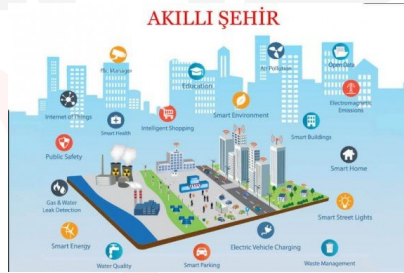 AKILLI ŞEHİR
Air Pollution
Open Data
Education
Electromagnetic
Emissions
Internet of Things
Smart Health
Intelligent Shopping
Smart Environment
Smart Buildings
Public Safety
Smart Home
Gas & Water
Leak Detection
Smart Street Lights
Smart Energy
Water Quality
Smart Parking
Electric Vehicle Charging
Waste Management